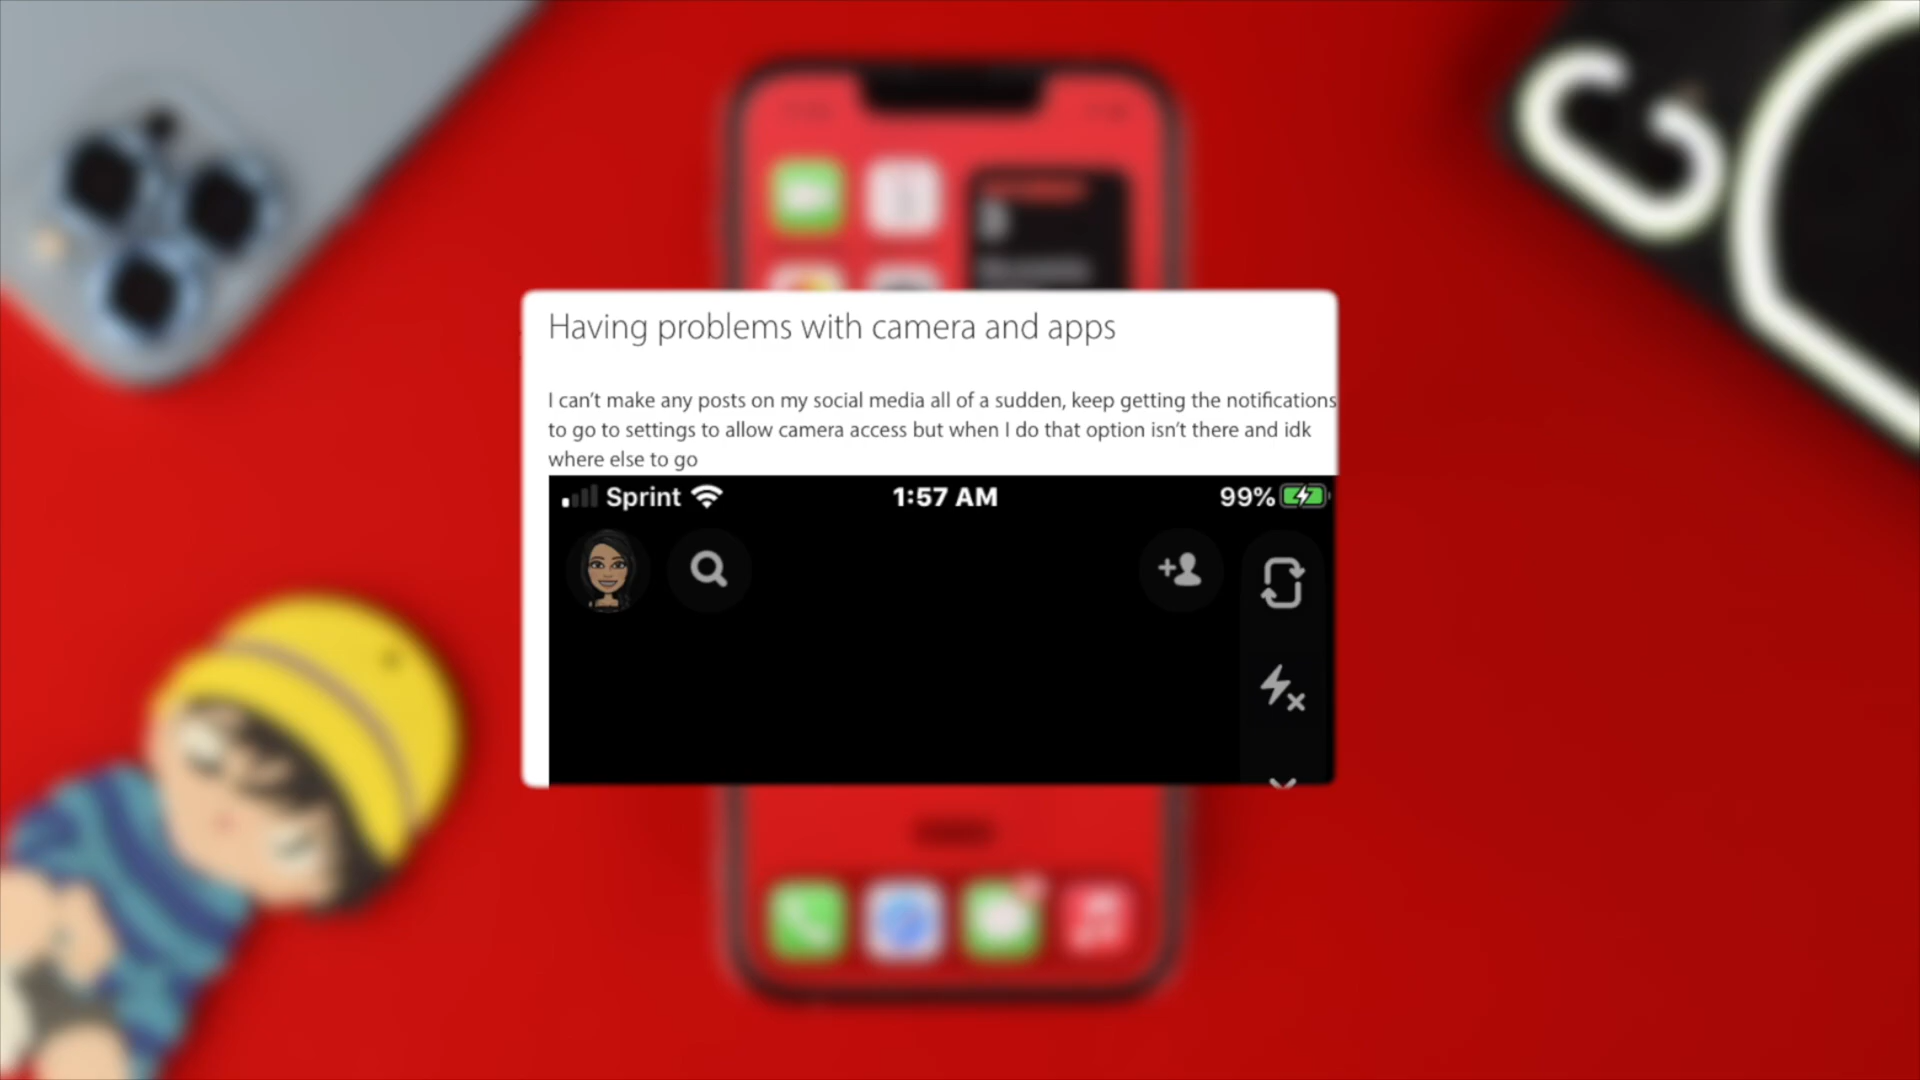 Having problems with camera and apps
I can't make any posts on my social media all of a sudden, keep getting the notifications
to go to settings to allow camera access but when I do that option isn't there and idk
where else to go
Sprint
1:57 AM
99%